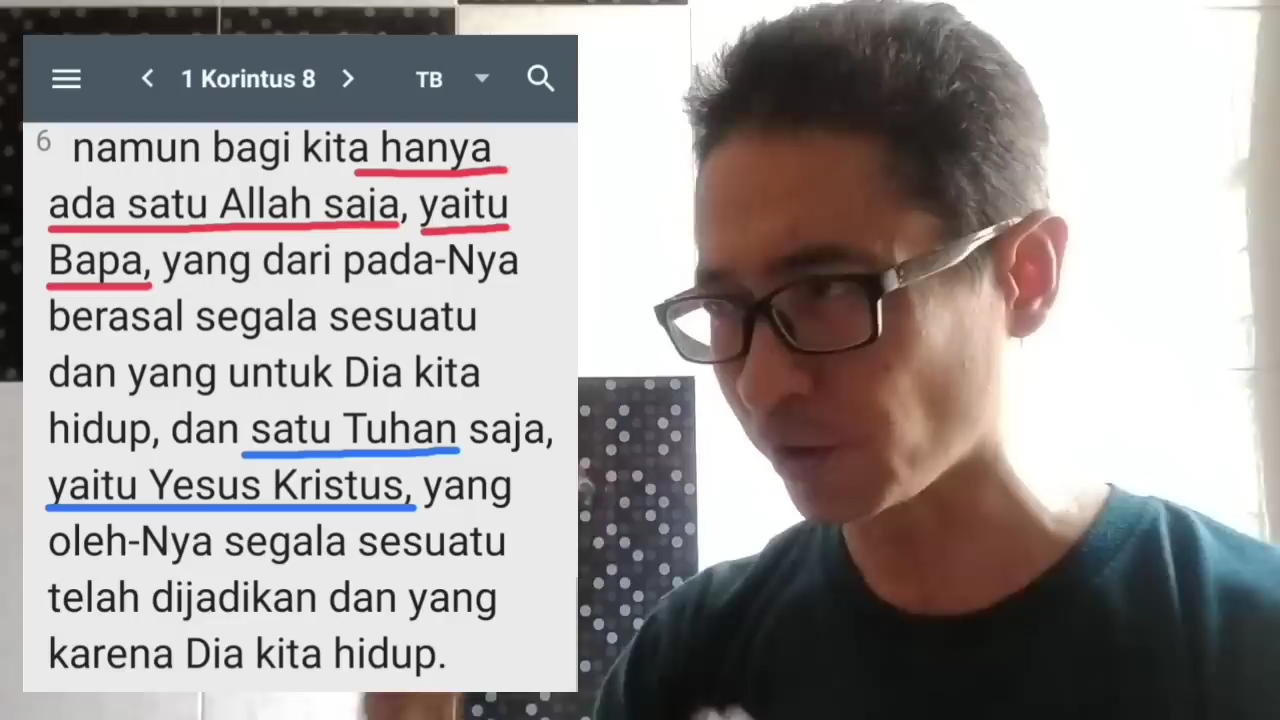 1 Korintus 8 TB
6 namun bagi kita hanya
ada satu Allah saja, yaitu
Bapa, yang dari pada-Nya
berasal segala sesuatu
dan yang untuk Dia kita
hidup, dan satu Tuhan saja,
yaitu Yesus Kristus, yang
oleh-Nya segala sesuatu
telah dijadikan dan yang
karena Dia kita hidup.